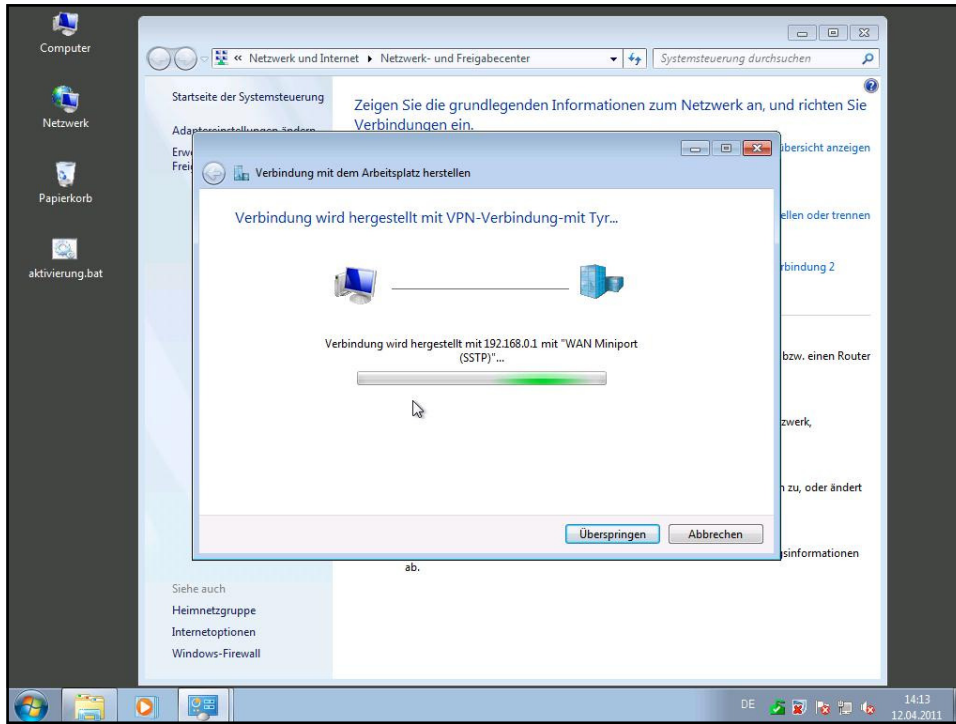 Computer
Netzwerk
Papierkorb
aktivierung.bat
« Netzwerk und Internet ▸ Netzwerk- und Freigabecenter
Systemsteuerung durchsuchen
Startseite der Systemsteuerung
Adaptereinstellungen ändern
Zeigen Sie die grundlegenden Informationen zum Netzwerk an, und richten Sie
Verbindungen ein.
Verbindung mit dem Arbeitsplatz herstellen
Verbindung wird hergestellt mit VPN-Verbindung-mit Tyr...
Verbindung wird hergestellt mit 192.168.0.1 mit "WAN Miniport
(SSTP)"...
Überspringen
Abbrechen
übersicht anzeigen
ellen oder trennen
rbindung 2
bzw. einen Router
zwerk,
n zu, oder ändert
gsinformationen
ab.
Siehe auch
Heimnetzgruppe
Internetoptionen
Windows-Firewall
DE
14:13
12.04.2011